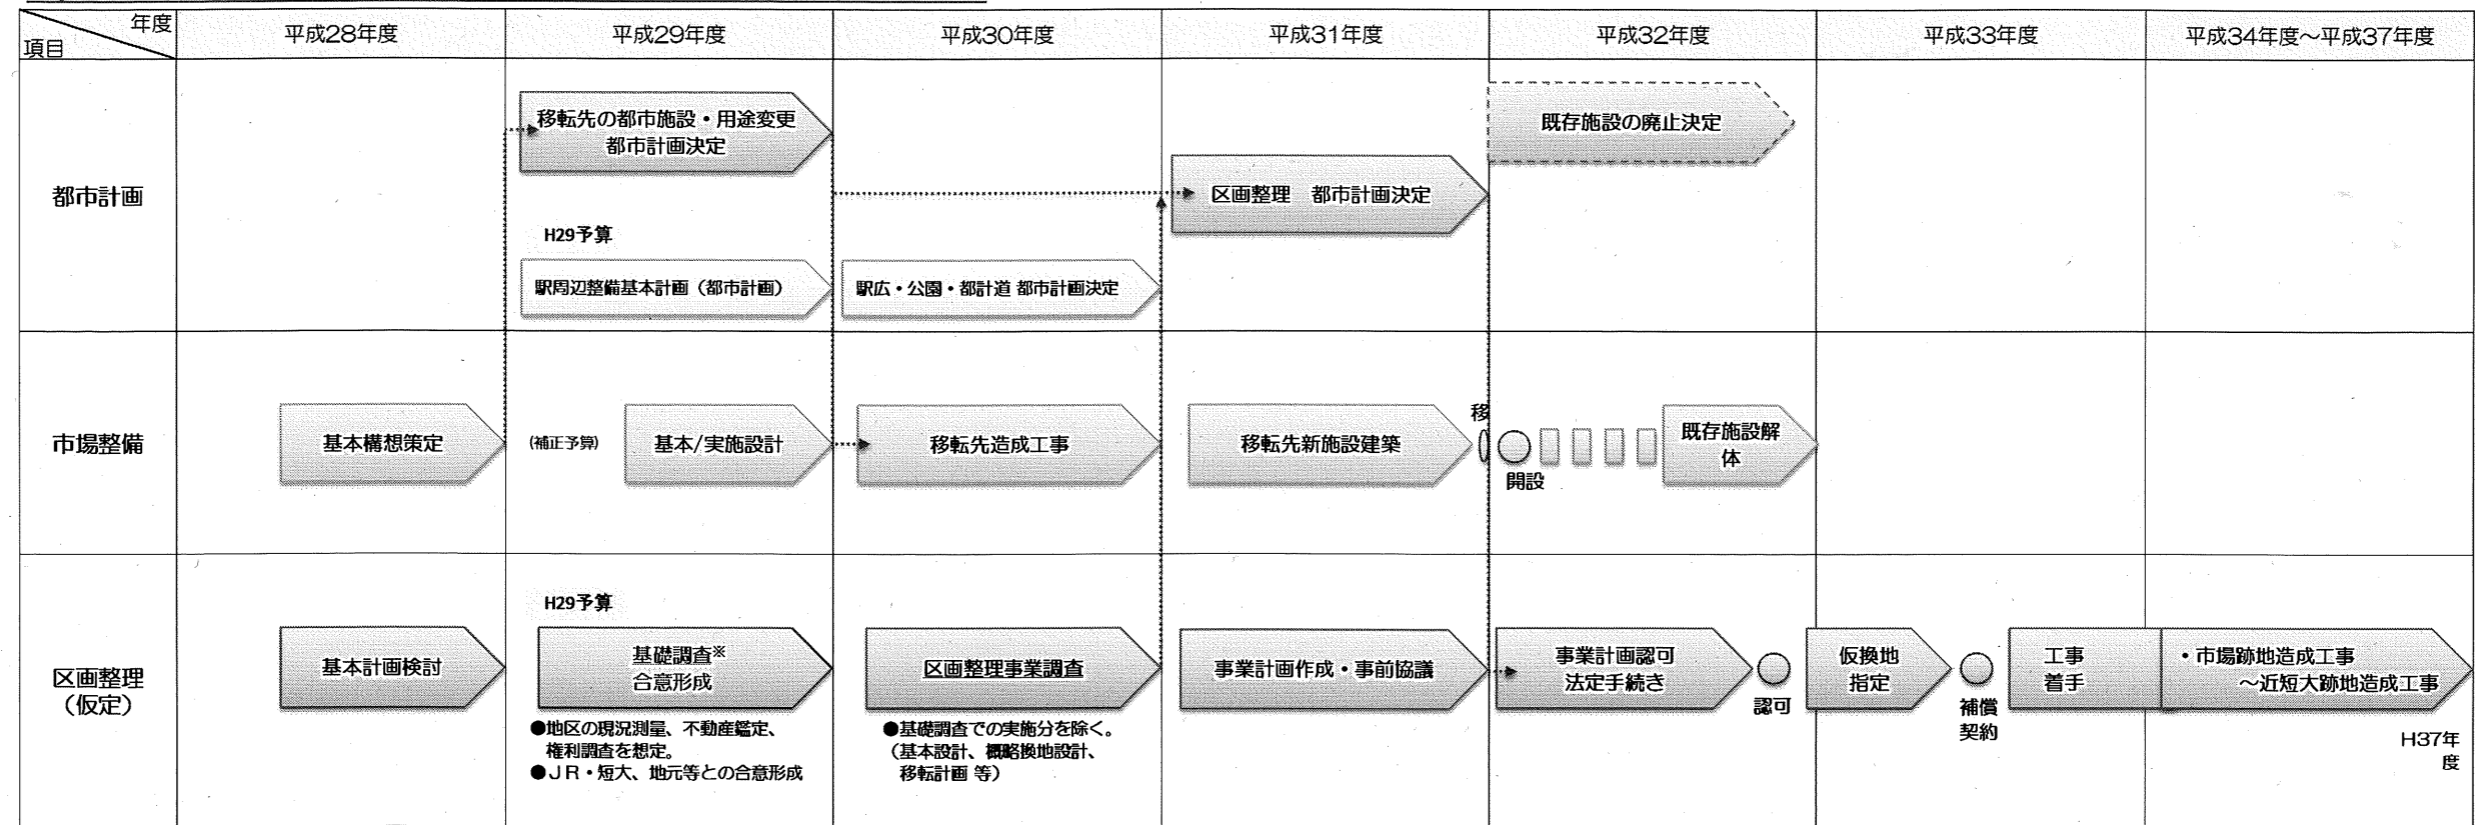 年度
項目
平成28年度
平成29年度
平成30年度
平成31年度
平成32年度
平成33年度
平成34年度～平成37年度
都市計画
移転先の都市施設・用途変更
都市計画決定
H29予算
駅周辺整備基本計画（都市計画）
駅広・公園・都計道 都市計画決定
区画整理　都市計画決定
既存施設の廃止決定
市場整備
基本構想策定
(補正予算)
基本/実施設計
移転先造成工事
移転先新施設建築
移
開設
既存施設解
体
区画整理
（仮定）
基本計画検討
H29予算
基礎調査※
合意形成
●地区の現況測量、不動産鑑定、
権利調査を想定。
●ＪＲ・短大、地元等との合意形成
区画整理事業調査
●基礎調査での実施分を除く。
（基本設計、概略換地設計、
移転計画 等）
事業計画作成・事前協議
事業計画認可
法定手続き
認可
仮換地
指定
補償
契約
工事
着手
・市場跡地造成工事
～近短大跡地造成工事
H37年
度